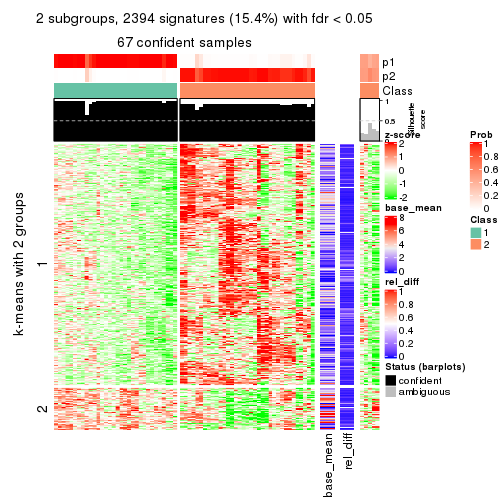 2 subgroups, 2394 signatures (15.4%) with fdr < 0.05
67 confident samples
p1
p2
Class
1
0.5
0
Silhouette
score
p1
p2
Class
k-means with 2 groups
1
2
base_mean
rel_diff
z-score
2
1
0
-1
-2
base_mean
8
6
4
2
0
rel_diff
1
0.8
0.6
0.4
0.2
0
Status (barplots)
confident
ambiguous
Prob
1
0.8
0.6
0.4
0.2
0
Class
1
2